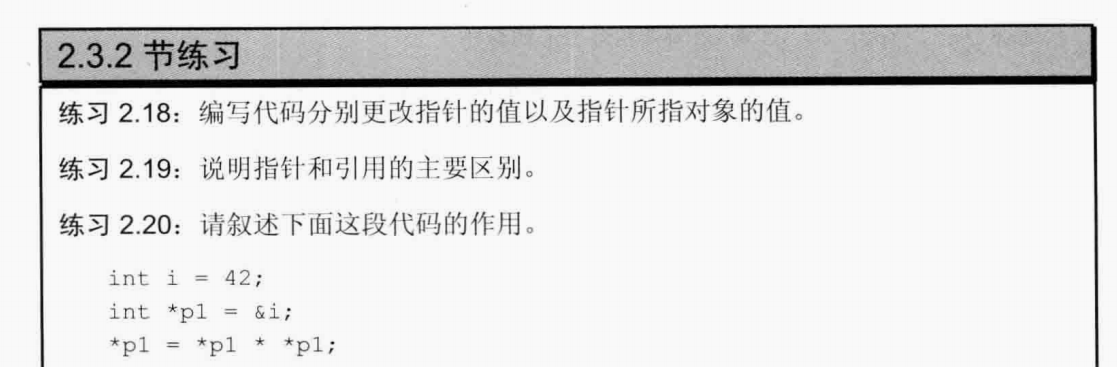 2.3.2 节练习
练习 2.18：编写代码分别更改指针的值以及指针所指对象的值。
练习 2.19：说明指针和引用的主要区别。
练习 2.20：请叙述下面这段代码的作用。
int i = 42;
int *p1 = &i;
*p1 = *p1 * *p1;